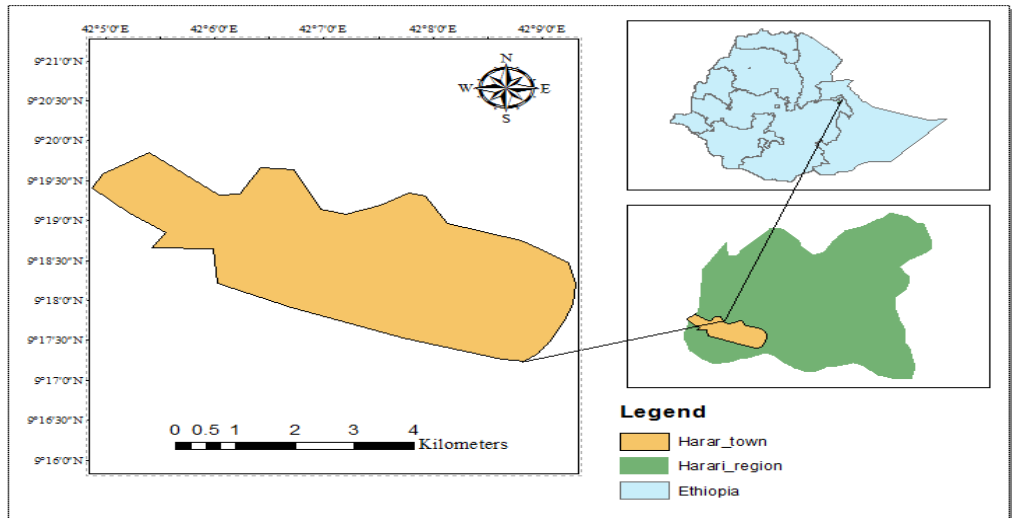 42°5'0"E 42°6'0"E 42°7'0"E 42°8'0"E 42°9'0"E
9°21'0"N
9°20'30"N
9°20'0"N
9°19'30"N
9°19'0"N
9°18'30"N
9°18'0"N
9°17'30"N
9°17'0"N
9°16'30"N
9°16'0"N
N
W E
S
0 0.5 1 2 3 4
Kilometers
Legend
Harar_town
Harari_region
Ethiopia